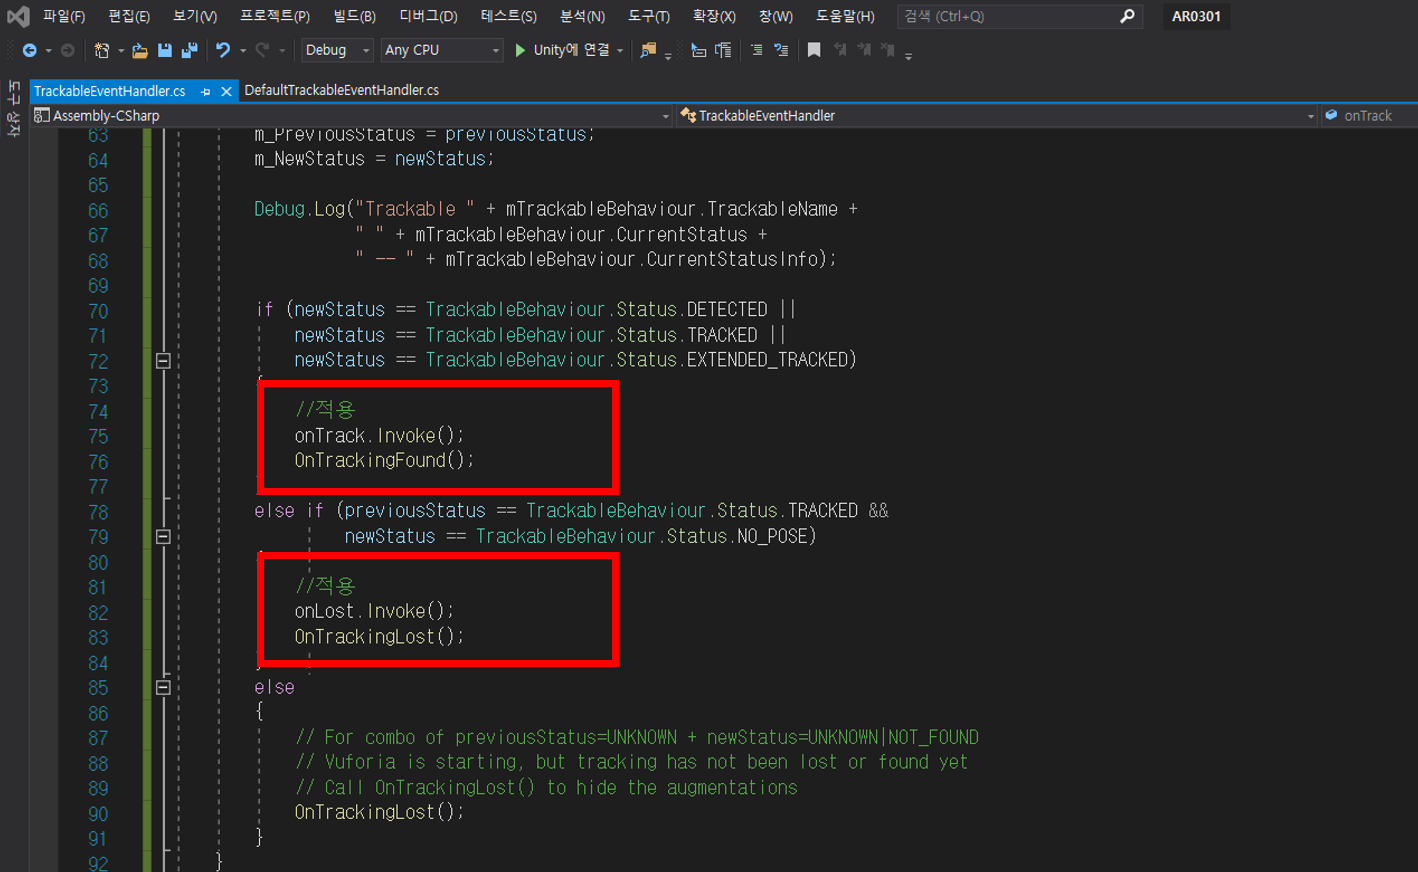 파일(F) 편집(E) 보기(V) 프로젝트(P) 빌드(B) 디버그(D) 테스트(S) 분석(N) 도구(T) 확장(X) 창(W) 도움말(H) 검색 (Ctrl+Q) AR0301
Debug Any CPU Unity에 연결
도구 상자
TrackableEventHandler.cs DefaultTrackableEventHandler.cs
Assembly-CSharp TrackableEventHandler onTrack
63 m_PreviousStatus = previousStatus;
64 m_NewStatus = newStatus;
65
66 Debug.Log("Trackable " + mTrackableBehaviour.TrackableName +
67 " " + mTrackableBehaviour.CurrentStatus +
68 " -- " + mTrackableBehaviour.CurrentStatusInfo);
69
70 if (newStatus == TrackableBehaviour.Status.DETECTED ||
71 newStatus == TrackableBehaviour.Status.TRACKED ||
72 newStatus == TrackableBehaviour.Status.EXTENDED_TRACKED)
73
74 //적용
75 onTrack.Invoke();
76 OnTrackingFound();
77
78 else if (previousStatus == TrackableBehaviour.Status.TRACKED &&
79 newStatus == TrackableBehaviour.Status.NO_POSE)
80
81 //적용
82 onLost.Invoke();
83 OnTrackingLost();
84
85 else
86 {
87 // For combo of previousStatus=UNKNOWN + newStatus=UNKNOWN|NOT_FOUND
88 // Vuforia is starting, but tracking has not been lost or found yet
89 // Call OnTrackingLost() to hide the augmentations
90 OnTrackingLost();
91 }
92 }